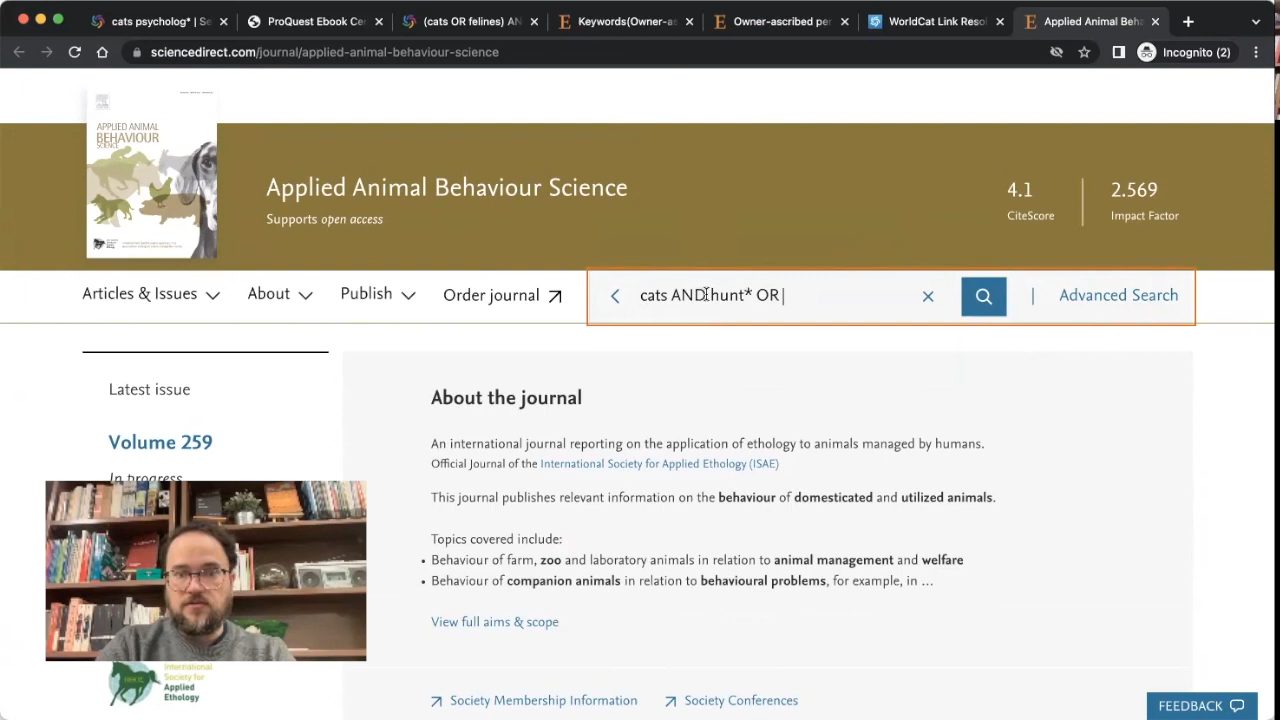 cats psycholog* | Se
ProQuest Ebook Cen
(cats OR felines) AN
Keywords(Owner-as
Owner-ascribed per
WorldCat Link Resol
Applied Animal Beha
sciencedirect.com/journal/applied-animal-behaviour-science
Incognito (2)
APPLIED ANIMAL
BEHAVIOUR
SCIENCE
Applied Animal Behaviour Science
Supports open access
4.1
CiteScore
2.569
Impact Factor
Articles & Issues
About
Publish
Order journal
cats AND hunt* OR
Advanced Search
Latest issue
Volume 259
In progress
About the journal
An international journal reporting on the application of ethology to animals managed by humans.
Official Journal of the International Society for Applied Ethology (ISAE)
This journal publishes relevant information on the behaviour of domesticated and utilized animals.
Topics covered include:
• Behaviour of farm, zoo and laboratory animals in relation to animal management and welfare
• Behaviour of companion animals in relation to behavioural problems, for example, in ...
View full aims & scope
International
Society for
Applied
Ethology
Society Membership Information
Society Conferences
FEEDBACK